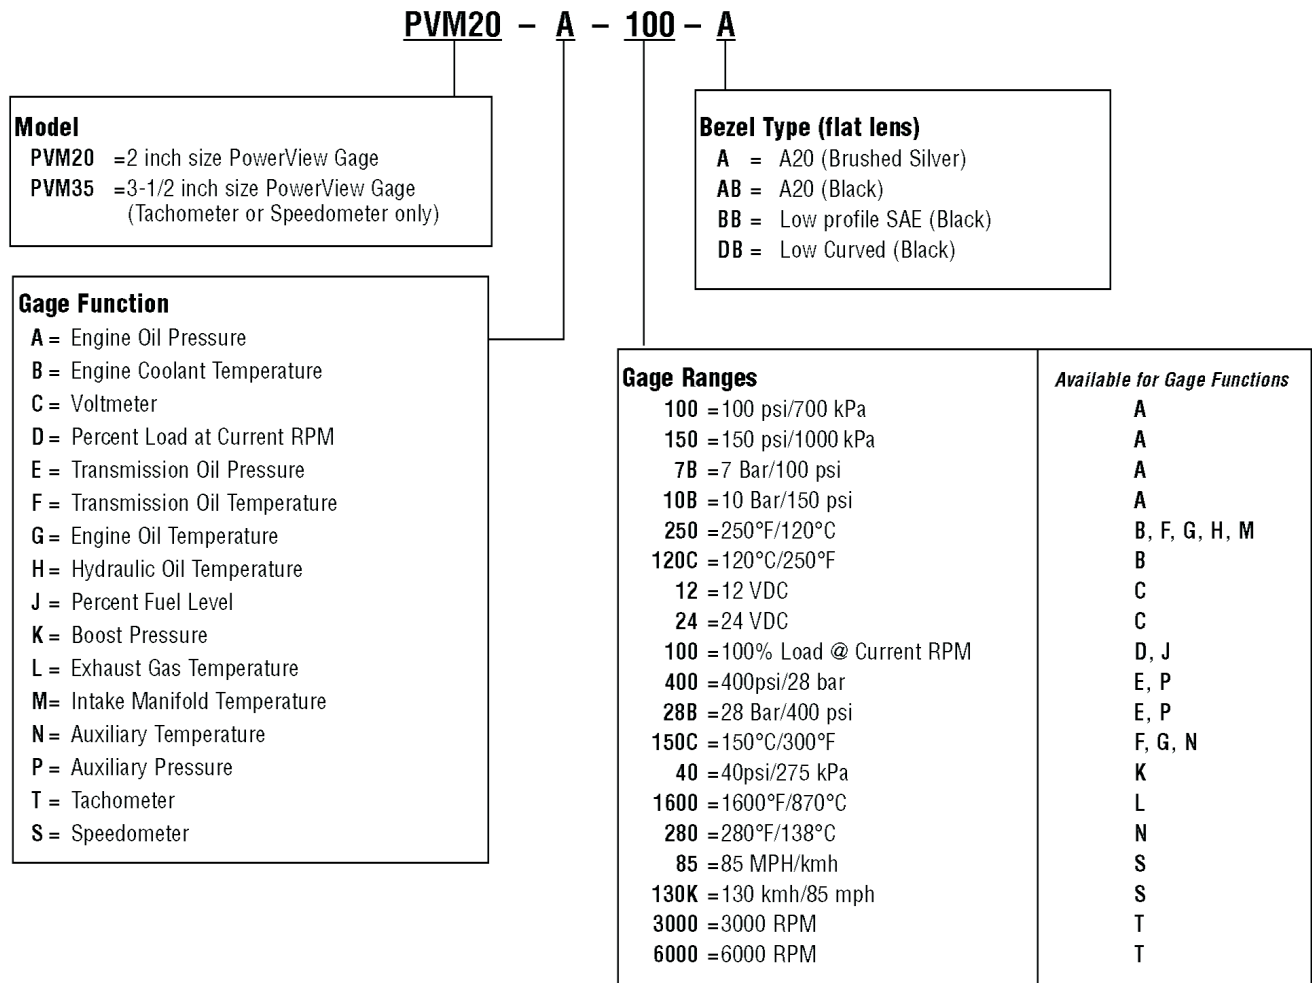 PVM20 – A – 100 – A
Model
PVM20 =2 inch size PowerView Gage
PVM35 =3-1/2 inch size PowerView Gage
(Tachometer or Speedometer only)
Bezel Type (flat lens)
A = A20 (Brushed Silver)
AB = A20 (Black)
BB = Low profile SAE (Black)
DB = Low Curved (Black)
Gage Function
A = Engine Oil Pressure
B = Engine Coolant Temperature
C = Voltmeter
D = Percent Load at Current RPM
E = Transmission Oil Pressure
F = Transmission Oil Temperature
G = Engine Oil Temperature
H = Hydraulic Oil Temperature
J = Percent Fuel Level
K = Boost Pressure
L = Exhaust Gas Temperature
M= Intake Manifold Temperature
N = Auxiliary Temperature
P = Auxiliary Pressure
T = Tachometer
S = Speedometer
Gage Ranges Available for Gage Functions
100 =100 psi/700 kPa A
150 =150 psi/1000 kPa A
7B =7 Bar/100 psi A
10B =10 Bar/150 psi A
250 =250°F/120°C B, F, G, H, M
120C =120°C/250°F B
12 =12 VDC C
24 =24 VDC C
100 =100% Load @ Current RPM D, J
400 =400psi/28 bar E, P
28B =28 Bar/400 psi E, P
150C =150°C/300°F F, G, N
40 =40psi/275 kPa K
1600 =1600°F/870°C L
280 =280°F/138°C N
85 =85 MPH/kmh S
130K =130 kmh/85 mph S
3000 =3000 RPM T
6000 =6000 RPM T